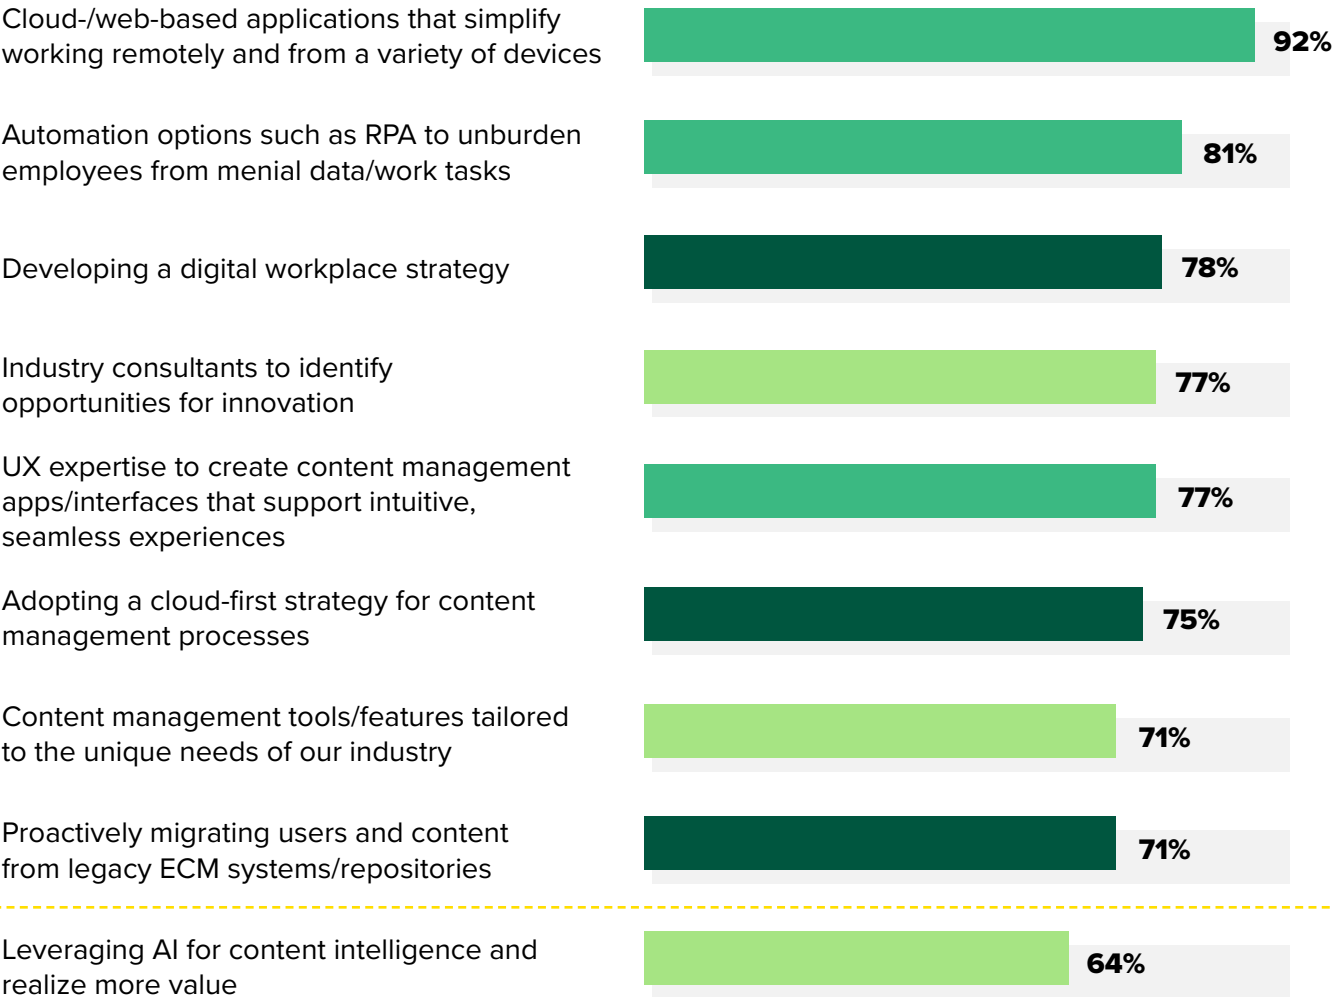 Cloud-/web-based applications that simplify
working remotely and from a variety of devices
92%
Automation options such as RPA to unburden
employees from menial data/work tasks
81%
Developing a digital workplace strategy
78%
Industry consultants to identify
opportunities for innovation
77%
UX expertise to create content management
apps/interfaces that support intuitive,
seamless experiences
77%
Adopting a cloud-first strategy for content
management processes
75%
Content management tools/features tailored
to the unique needs of our industry
71%
Proactively migrating users and content
from legacy ECM systems/repositories
71%
Leveraging AI for content intelligence and
realize more value
64%